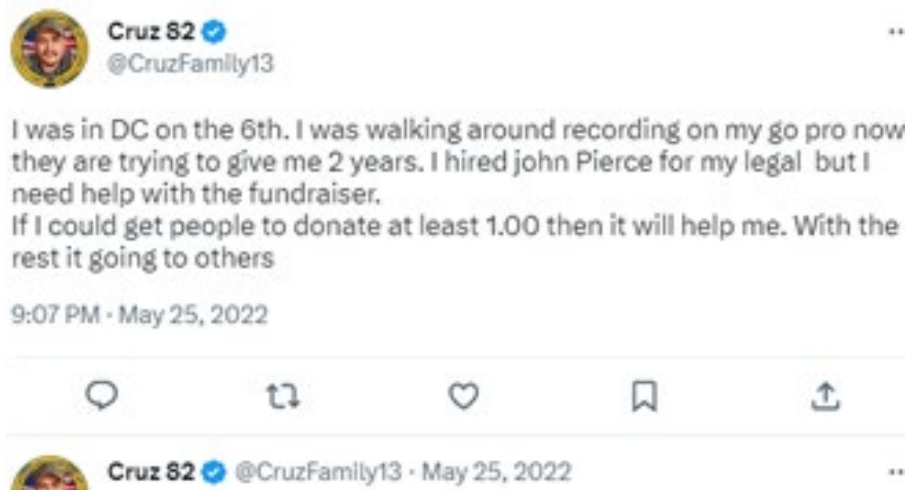 Cruz S2
@CruzFamily13
I was in DC on the 6th. I was walking around recording on my go pro now
they are trying to give me 2 years. I hired john Pierce for my legal but I
need help with the fundraiser.
If I could get people to donate at least 1.00 then it will help me. With the
rest it going to others
9:07 PM · May 25, 2022
Cruz S2 @CruzFamily13 · May 25, 2022